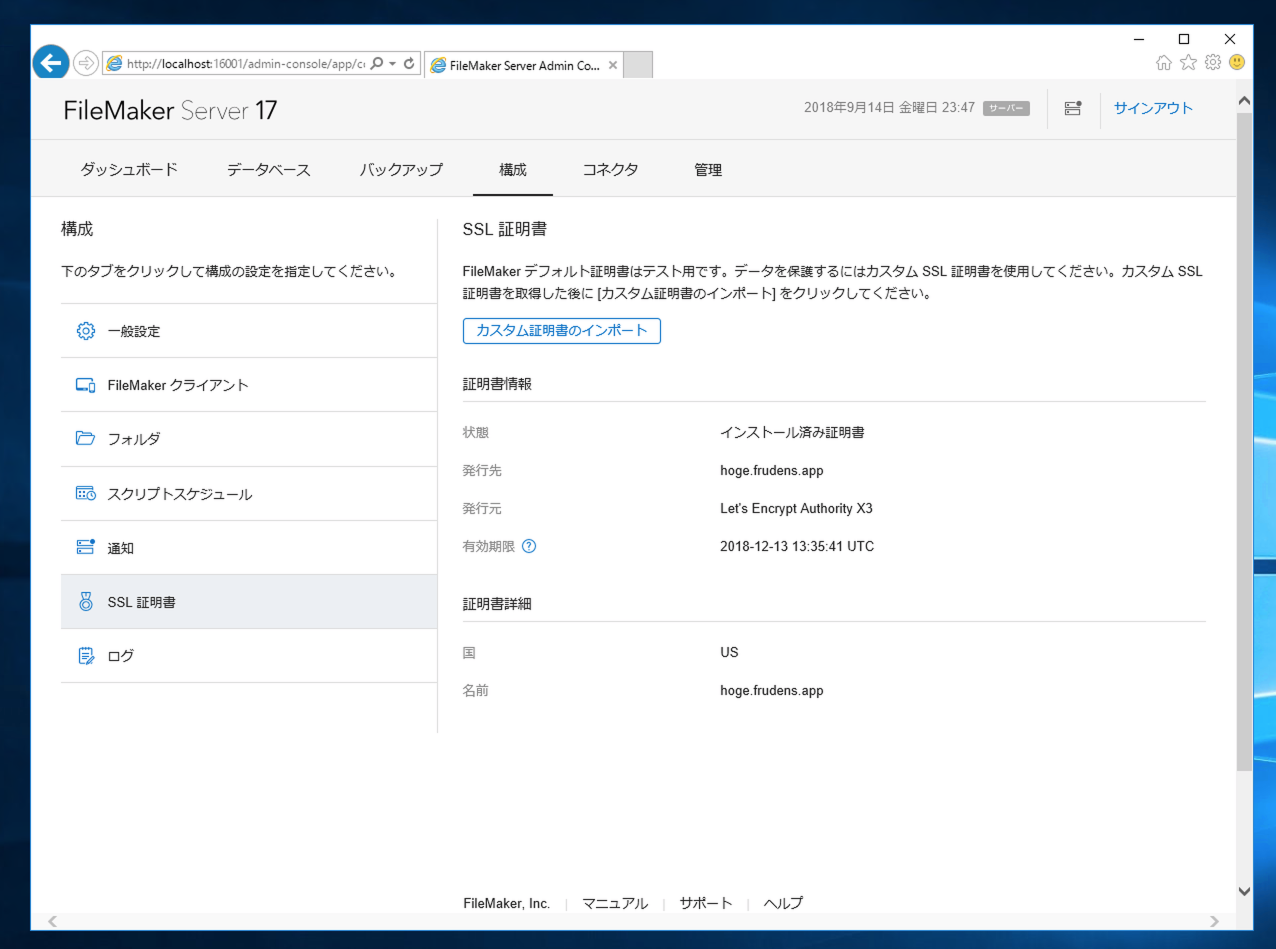 http://localhost:16001/admin-console/app/c
FileMaker Server Admin Co...
FileMaker Server 17
2018年9月14日 金曜日 23:47
サーバー
サインアウト
ダッシュボード
データベース
バックアップ
構成
コネクタ
管理
構成
下のタブをクリックして構成の設定を指定してください。
一般設定
FileMaker クライアント
フォルダ
スクリプトスケジュール
通知
SSL 証明書
ログ
SSL 証明書
FileMaker デフォルト証明書はテスト用です。データを保護するにはカスタム SSL 証明書を使用してください。カスタム SSL
証明書を取得した後に [カスタム証明書のインポート] をクリックしてください。
カスタム証明書のインポート
証明書情報
状態 インストール済み証明書
発行先 hoge.frudens.app
発行元 Let's Encrypt Authority X3
有効期限 ? 2018-12-13 13:35:41 UTC
証明書詳細
国 US
名前 hoge.frudens.app
FileMaker, Inc. | マニュアル | サポート | ヘルプ